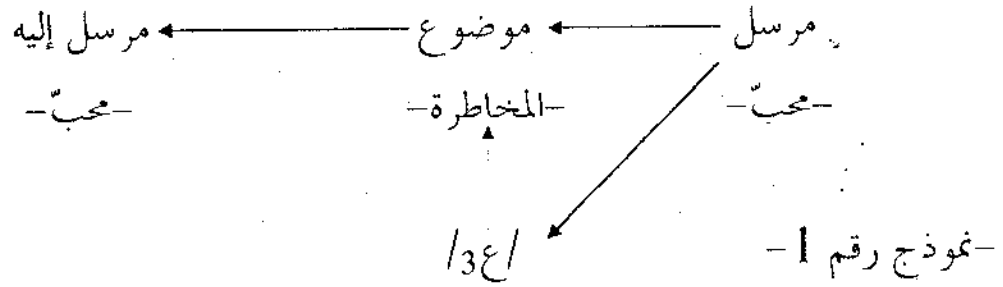 مرسل موضوع مرسل إليه
-محبّ- -المخاطرة- -محبّ-
/ع3/
-نموذج رقم 1-